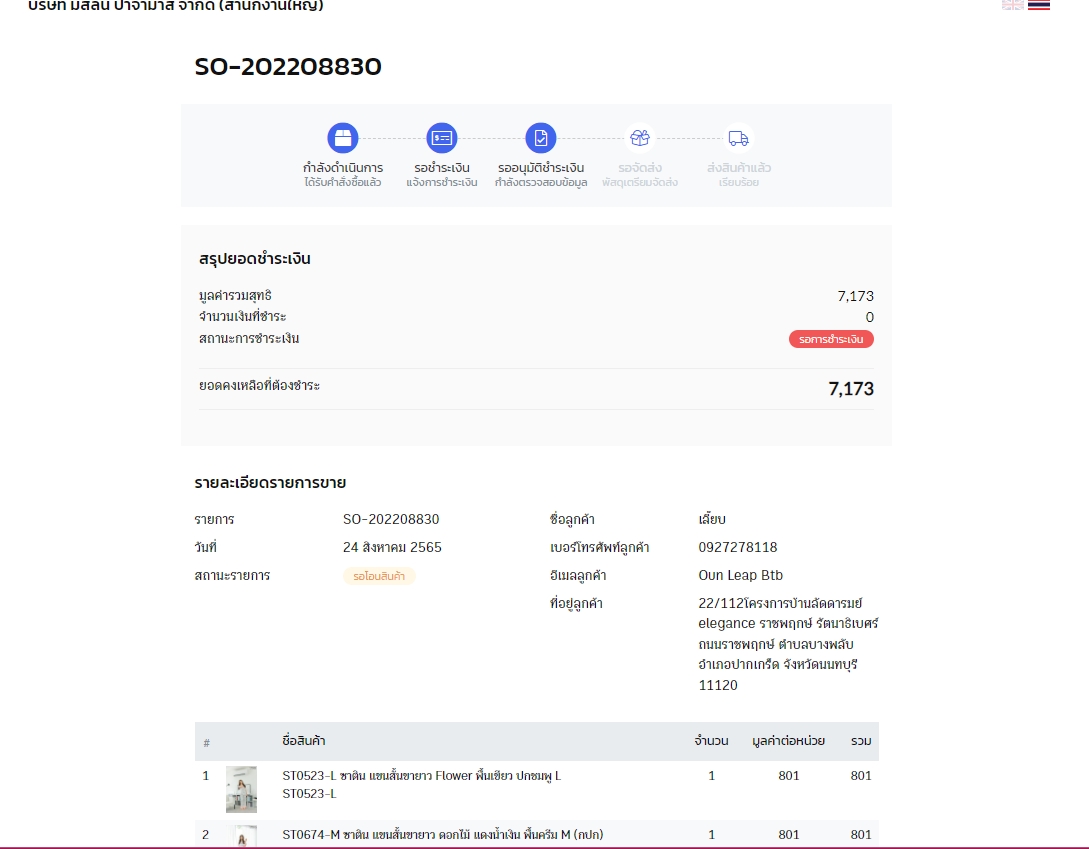 บริษัท มีสลีน ปาจามาส์ จำกัด (สำนักงานใหญ่)
SO-202208830
กำลังดำเนินการ
ได้รับคำสั่งซื้อแล้ว
รอชำระเงิน
แจ้งการชำระเงิน
รออนุมัติชำระเงิน
กำลังตรวจสอบข้อมูล
รอจัดส่ง
พัสดุเตรียมจัดส่ง
ส่งสินค้าแล้ว
เรียบร้อย
สรุปยอดชำระเงิน
มูลค่ารวมสุทธิ 7,173
จำนวนเงินที่ชำระ 0
สถานะการชำระเงิน รอการชำระเงิน
ยอดคงเหลือที่ต้องชำระ 7,173
รายละเอียดรายการขาย
รายการ SO-202208830
วันที่ 24 สิงหาคม 2565
สถานะรายการ รอโอนสินค้า
ชื่อลูกค้า เลี๊ยบ
เบอร์โทรศัพท์ลูกค้า 0927278118
อีเมลลูกค้า Oun Leap Btb
ที่อยู่ลูกค้า 22/112โครงการบ้านลัดดารมย์
elegance ราชพฤกษ์ รัตนาธิเบศร์
ถนนราชพฤกษ์ ตำบลบางพลับ
อำเภอปากเกร็ด จังหวัดนนทบุรี
11120
# ชื่อสินค้า จำนวน มูลค่าต่อหน่วย รวม
1 ST0523-L ซาติน แขนสั้นขายาว Flower พื้นเขียว ปกชมพู L 1 801 801
ST0523-L
2 ST0674-M ซาติน แขนสั้นขายาว ดอกไม้ แดงน้ำเงิน พื้นครีม M (กปก) 1 801 801